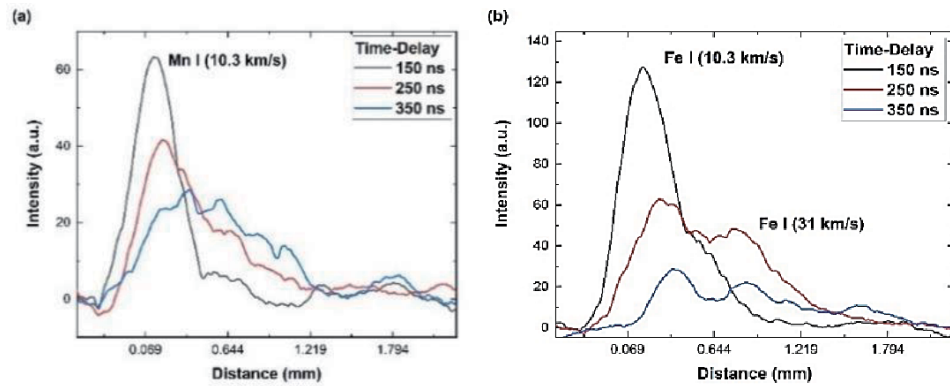 (a)
Mn I (10.3 km/s)
Time-Delay
150 ns
250 ns
350 ns
60
40
20
0
Intensity (a.u.)
0.069
0.644
1.219
1.794
Distance (mm)
(b)
Fe I (10.3 km/s)
Time-Delay
150 ns
250 ns
350 ns
Fe I (31 km/s)
140
120
100
80
60
40
20
0
Intensity (a.u.)
0.069
0.644
1.219
1.794
Distance (mm)